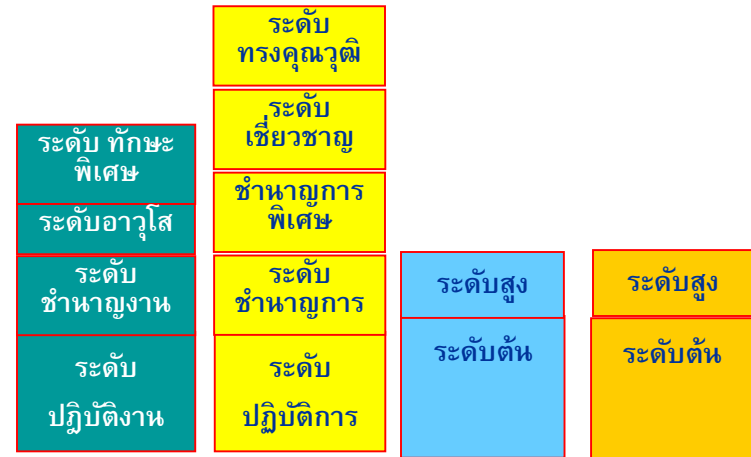 ระดับ ทักษะ
พิเศษ
ระดับอาวุโส
ระดับ
ชำนาญงาน
ระดับ
ปฏิบัติงาน
ระดับ
ทรงคุณวุฒิ
ระดับ
เชี่ยวชาญ
ชำนาญการ
พิเศษ
ระดับ
ชำนาญการ
ระดับ
ปฏิบัติการ
ระดับสูง
ระดับต้น
ระดับสูง
ระดับต้น